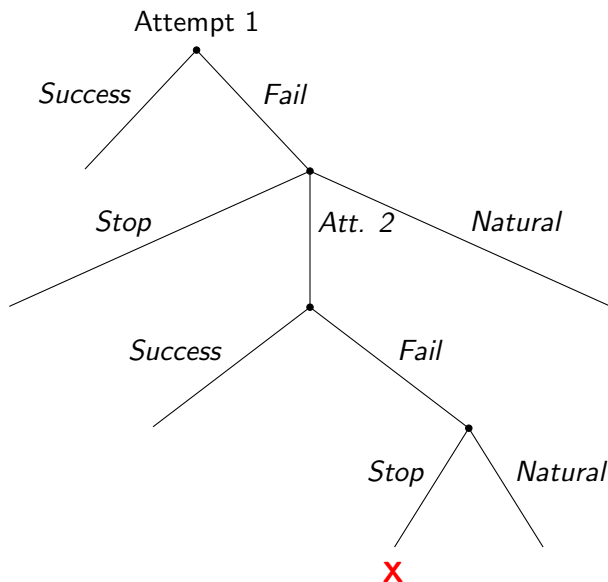 Attempt 1
Success
Fail
Stop
Att. 2
Natural
Success
Fail
Stop
Natural
X